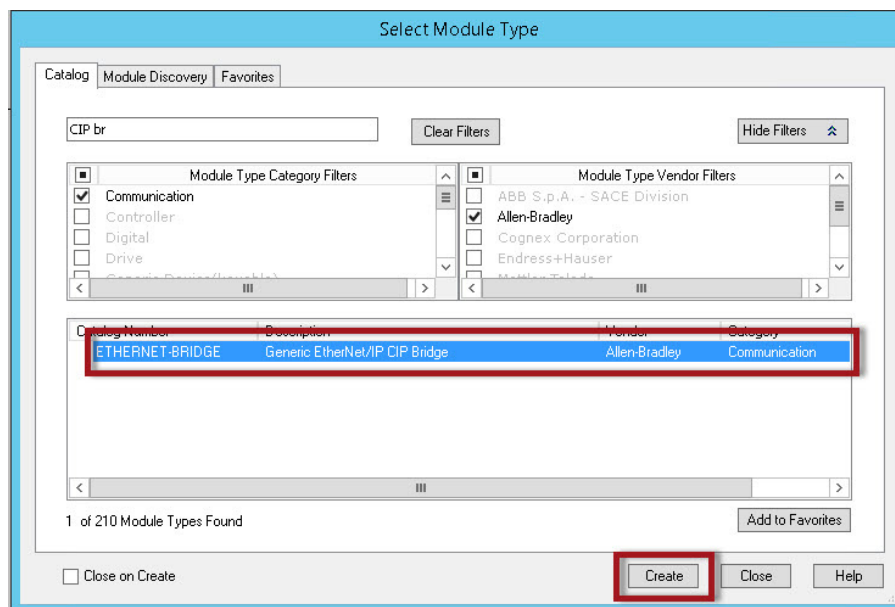 Select Module Type
Catalog Module Discovery Favorites
CIP br Clear Filters Hide Filters
Module Type Category Filters Module Type Vendor Filters
Communication ABB S.p.A. - SACE Division
Controller Allen-Bradley
Digital Cognex Corporation
Drive Endress+Hauser
Catalog Number Description Vendor Category
ETHERNET-BRIDGE Generic EtherNet/IP CIP Bridge Allen-Bradley Communication
1 of 210 Module Types Found Add to Favorites
Close on Create Create Close Help